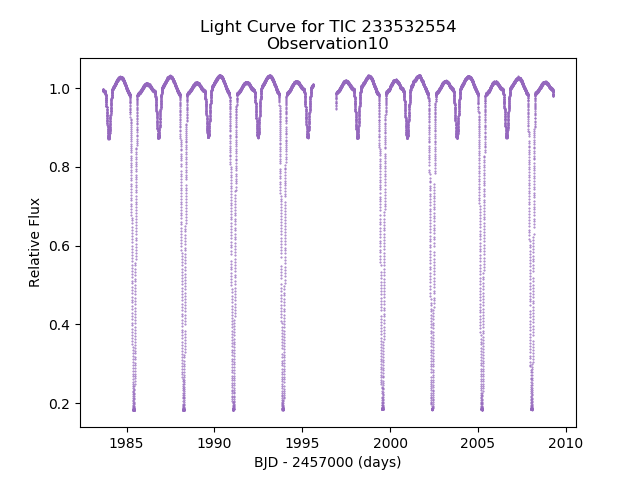 Light Curve for TIC 233532554
Observation10
1.0
0.8
0.6
0.4
0.2
Relative Flux
1985 1990 1995 2000 2005 2010
BJD - 2457000 (days)